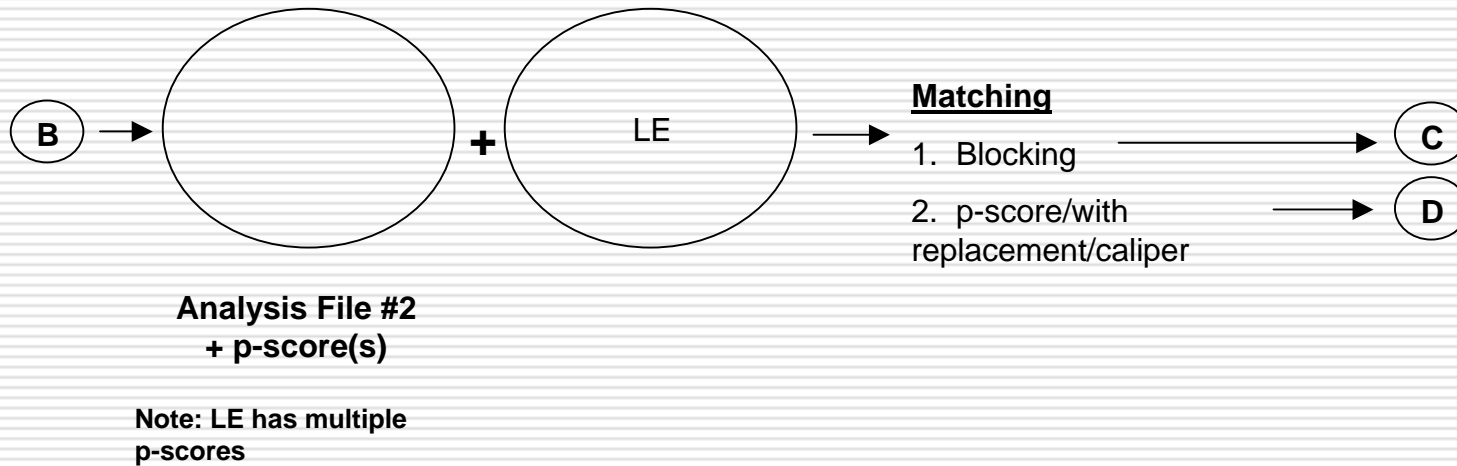 B
+
LE
Matching
1. Blocking
2. p-score/with
replacement/caliper
C
D
Analysis File #2
+ p-score(s)
Note: LE has multiple
p-scores